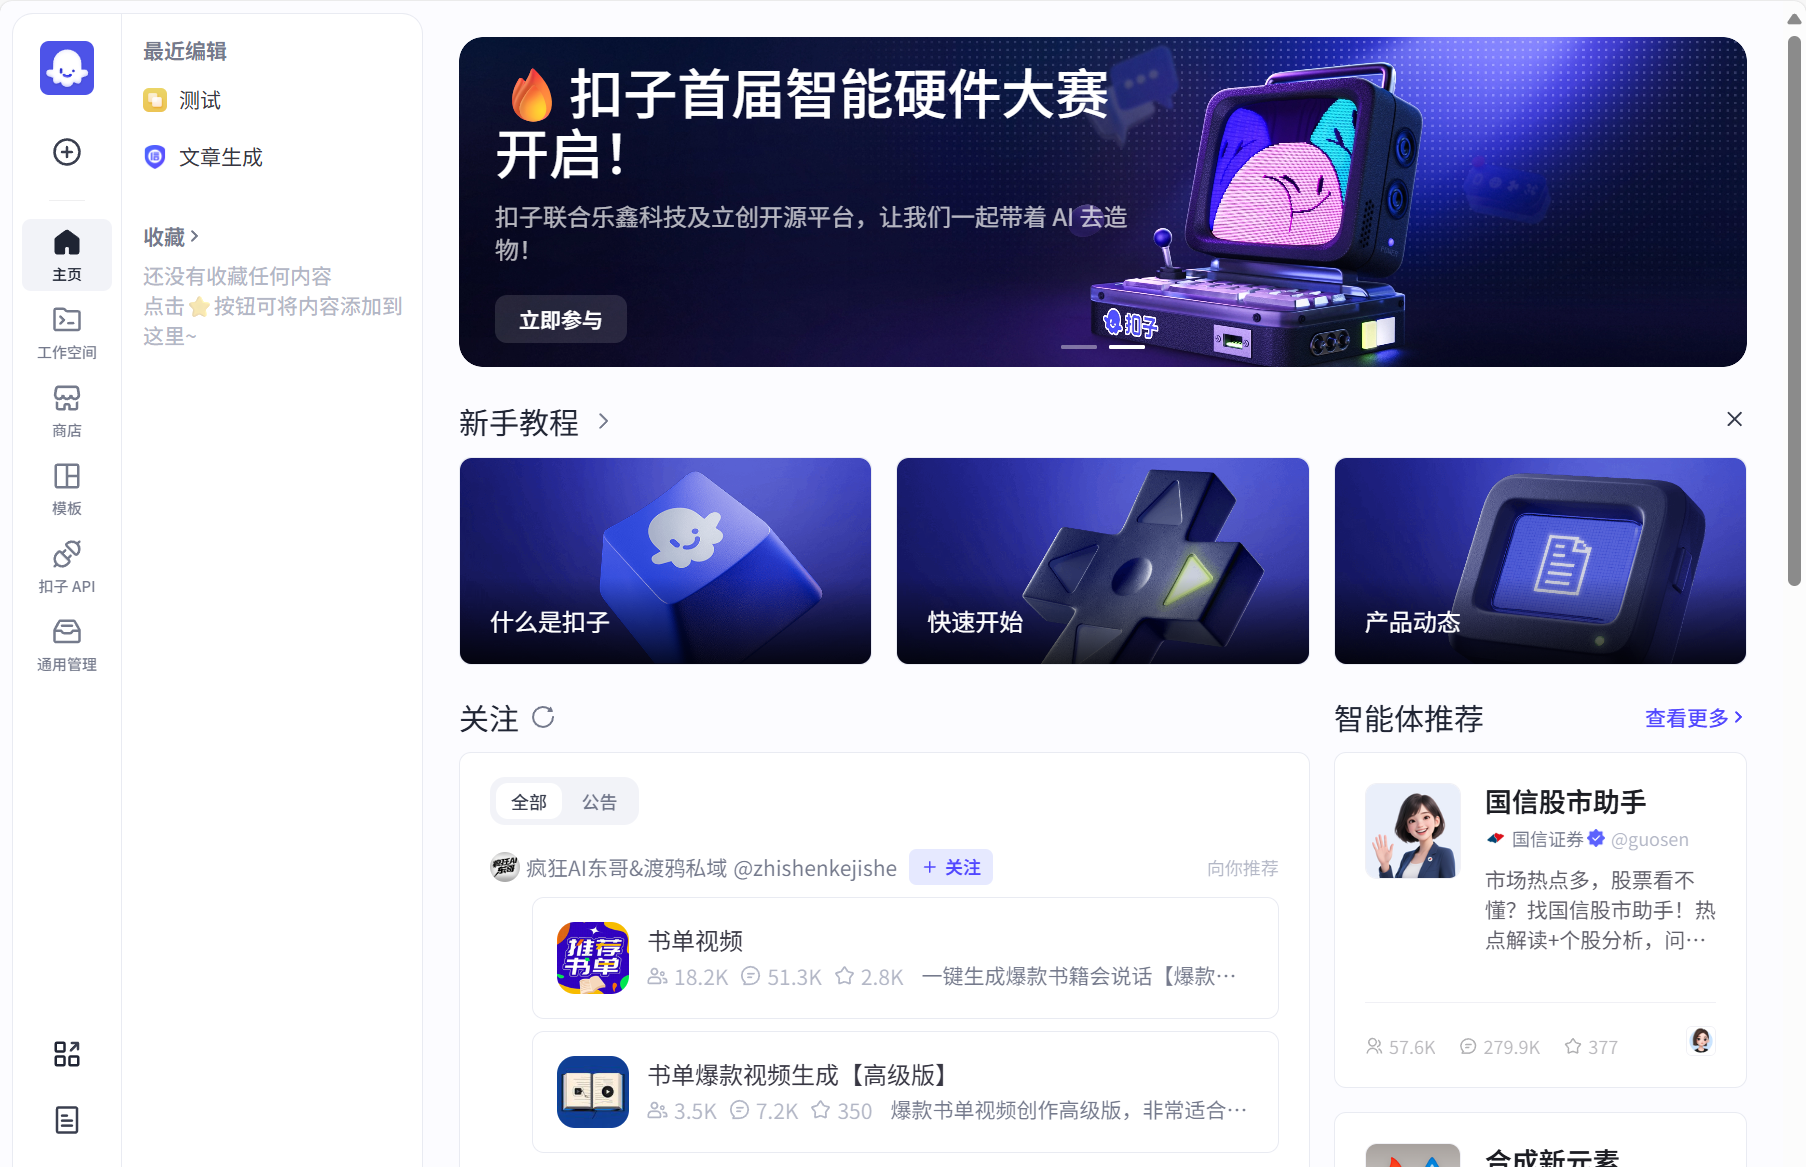 最近编辑
测试
文章生成
收藏
还没有收藏任何内容
点击⭐按钮可将内容添加到
这里~
主页
工作空间
商店
模板
扣子 API
通用管理
🔥 扣子首届智能硬件大赛
开启！
扣子联合乐鑫科技及立创开源平台，让我们一起带着 AI 去造
物！
立即参与
扣子
新手教程
什么是扣子
快速开始
产品动态
关注
全部
公告
疯狂AI东哥&渡鸦私域 @zhishenkejishe
+ 关注
向你推荐
推荐
书单
书单视频
18.2K 51.3K 2.8K 一键生成爆款书籍会说话【爆款…
书单爆款视频生成【高级版】
3.5K 7.2K 350 爆款书单视频创作高级版，非常适合…
智能体推荐
查看更多
国信股市助手
国信证券 @guosen
市场热点多，股票看不
懂？找国信股市助手！热
点解读+个股分析，问…
57.6K 279.9K 377
合成新元素